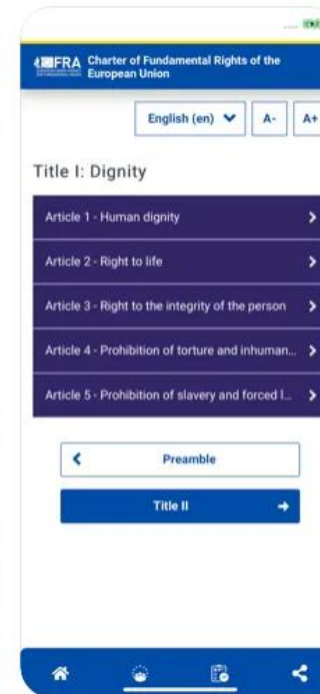 FRA Charter of Fundamental Rights of the
European Union
English (en)
A-
A+
Title I: Dignity
Article 1 - Human dignity
Article 2 - Right to life
Article 3 - Right to the integrity of the person
Article 4 - Prohibition of torture and inhuman...
Article 5 - Prohibition of slavery and forced l...
Preamble
Title II